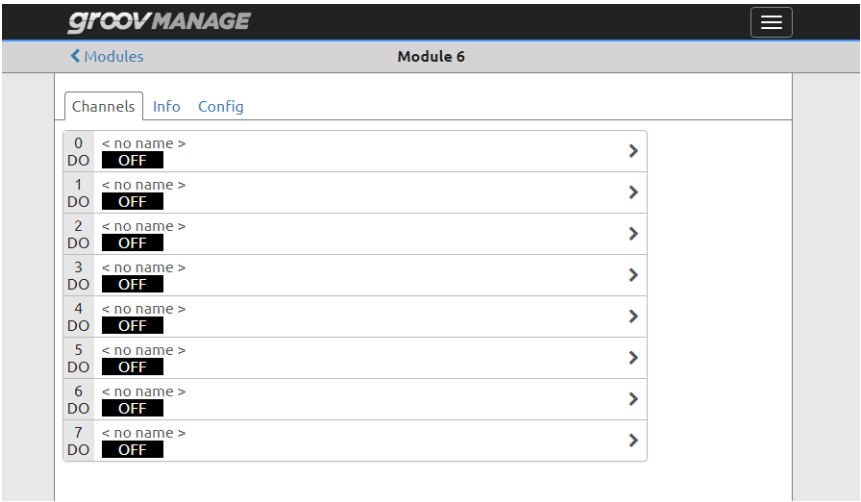 groov MANAGE
Modules
Module 6
Channels Info Config
0 < no name >
DO OFF
1 < no name >
DO OFF
2 < no name >
DO OFF
3 < no name >
DO OFF
4 < no name >
DO OFF
5 < no name >
DO OFF
6 < no name >
DO OFF
7 < no name >
DO OFF